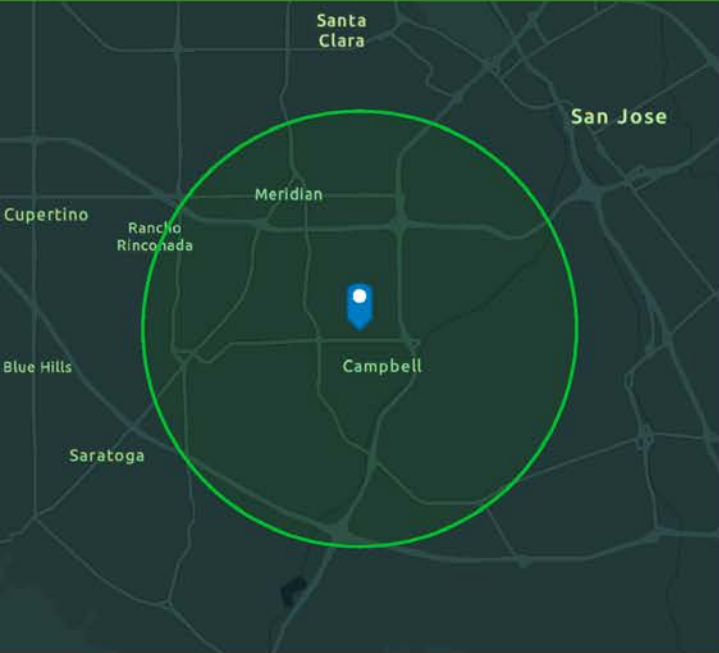 Santa
Clara
San Jose
Meridian
Cupertino
Rancho
Rinconada
Blue Hills
Campbell
Saratoga